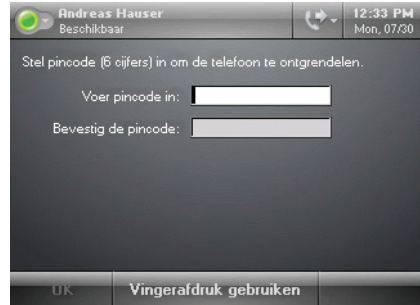 Andreas Hauser
Beschikbaar
12:33 PM
Mon, 07/30
Stel pincode (6 cijfers) in om de telefoon te ontgrendelen.
Voer pincode in:
Bevestig de pincode:
OK
Vingerafdruk gebruiken